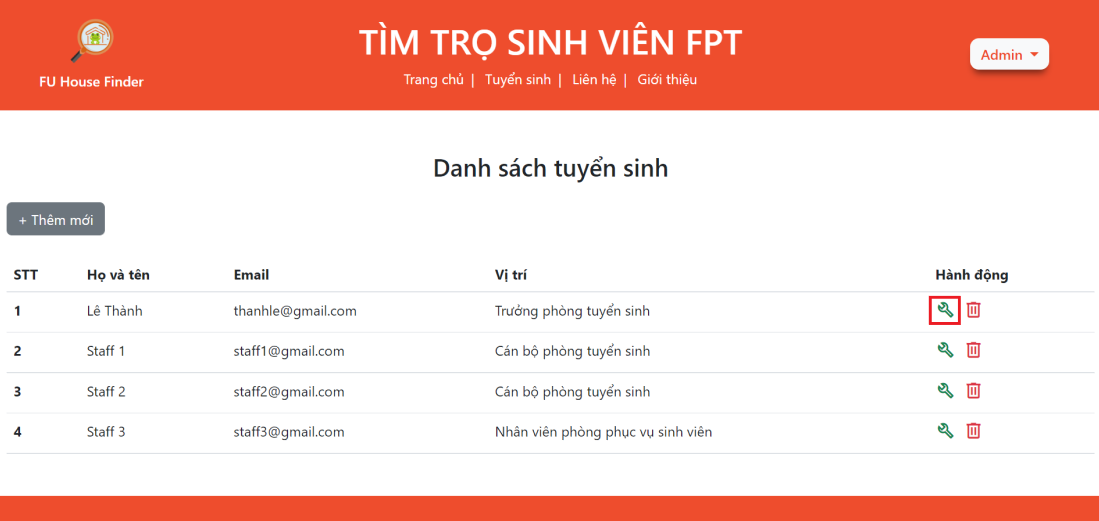 TÌM TRỌ SINH VIÊN FPT
FU House Finder
Trang chủ | Tuyển sinh | Liên hệ | Giới thiệu
Admin
Danh sách tuyển sinh
+ Thêm mới
STT Họ và tên Email Vị trí Hành động
1 Lê Thành thanhle@gmail.com Trưởng phòng tuyển sinh
2 Staff 1 staff1@gmail.com Cán bộ phòng tuyển sinh
3 Staff 2 staff2@gmail.com Cán bộ phòng tuyển sinh
4 Staff 3 staff3@gmail.com Nhân viên phòng phục vụ sinh viên